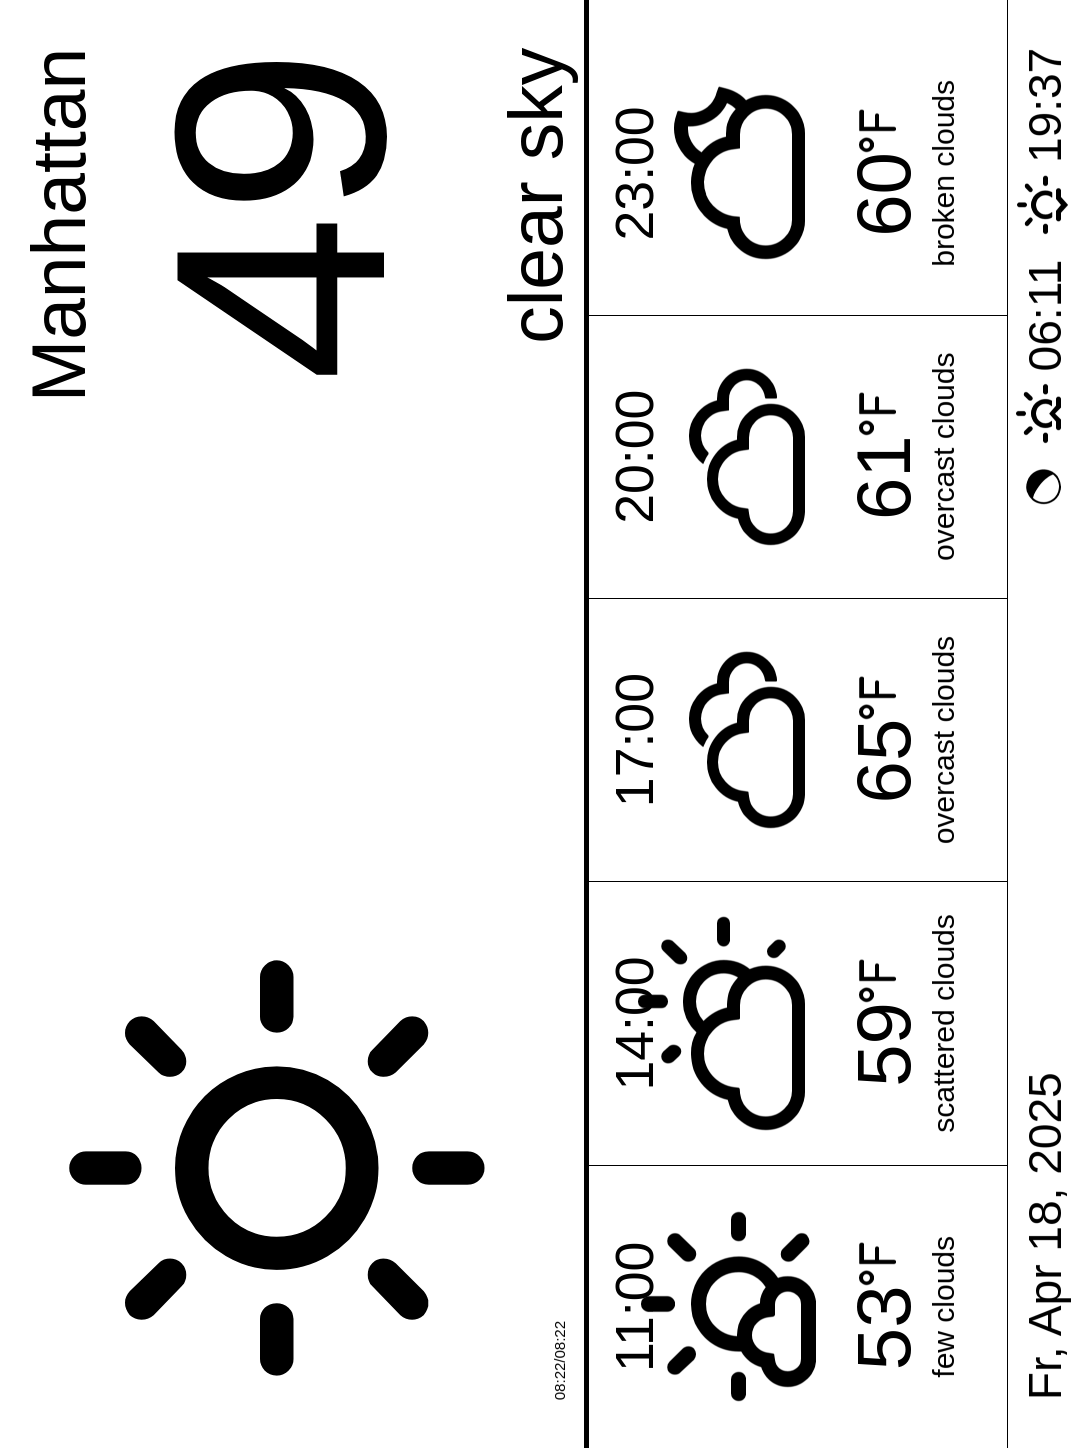 Manhattan
49
clear sky
08:22/08:22
11:00 14:00 17:00 20:00 23:00
53°F 59°F 65°F 61°F 60°F
few clouds scattered clouds overcast clouds overcast clouds broken clouds
Fr, Apr 18, 2025 06:11 19:37